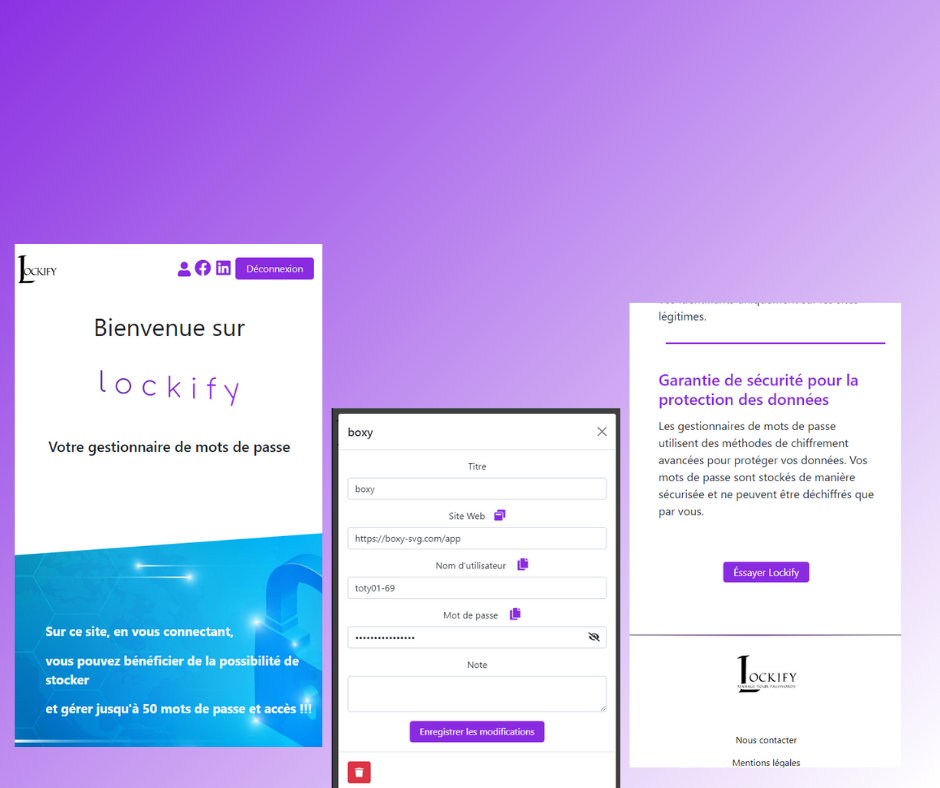 LOCKIFY
Déconnexion
Bienvenue sur
lockify
Votre gestionnaire de mots de passe
Sur ce site, en vous connectant,
vous pouvez bénéficier de la possibilité de
stocker
et gérer jusqu'à 50 mots de passe et accès !!!
boxy
Titre
boxy
Site Web
https://boxy-svg.com/app
Nom d'utilisateur
toty01-69
Mot de passe
••••••••••••••••
Note
Enregistrer les modifications
légitimes.
Garantie de sécurité pour la
protection des données
Les gestionnaires de mots de passe
utilisent des méthodes de chiffrement
avancées pour protéger vos données. Vos
mots de passe sont stockés de manière
sécurisée et ne peuvent être déchiffrés que
par vous.
Éssayer Lockify
LOCKIFY
MANAGE YOUR PASSWORDS
Nous contacter
Mentions légales